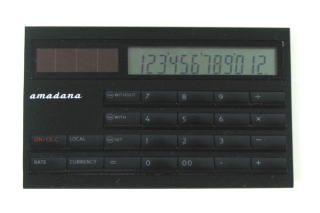 123456789012
amadana
WITHOUT 7 8 9 ÷
WITH 4 5 6 ×
ON/CE.C LOCAL SET 1 2 3 −
RATE CURRENCY = 0 00 · +